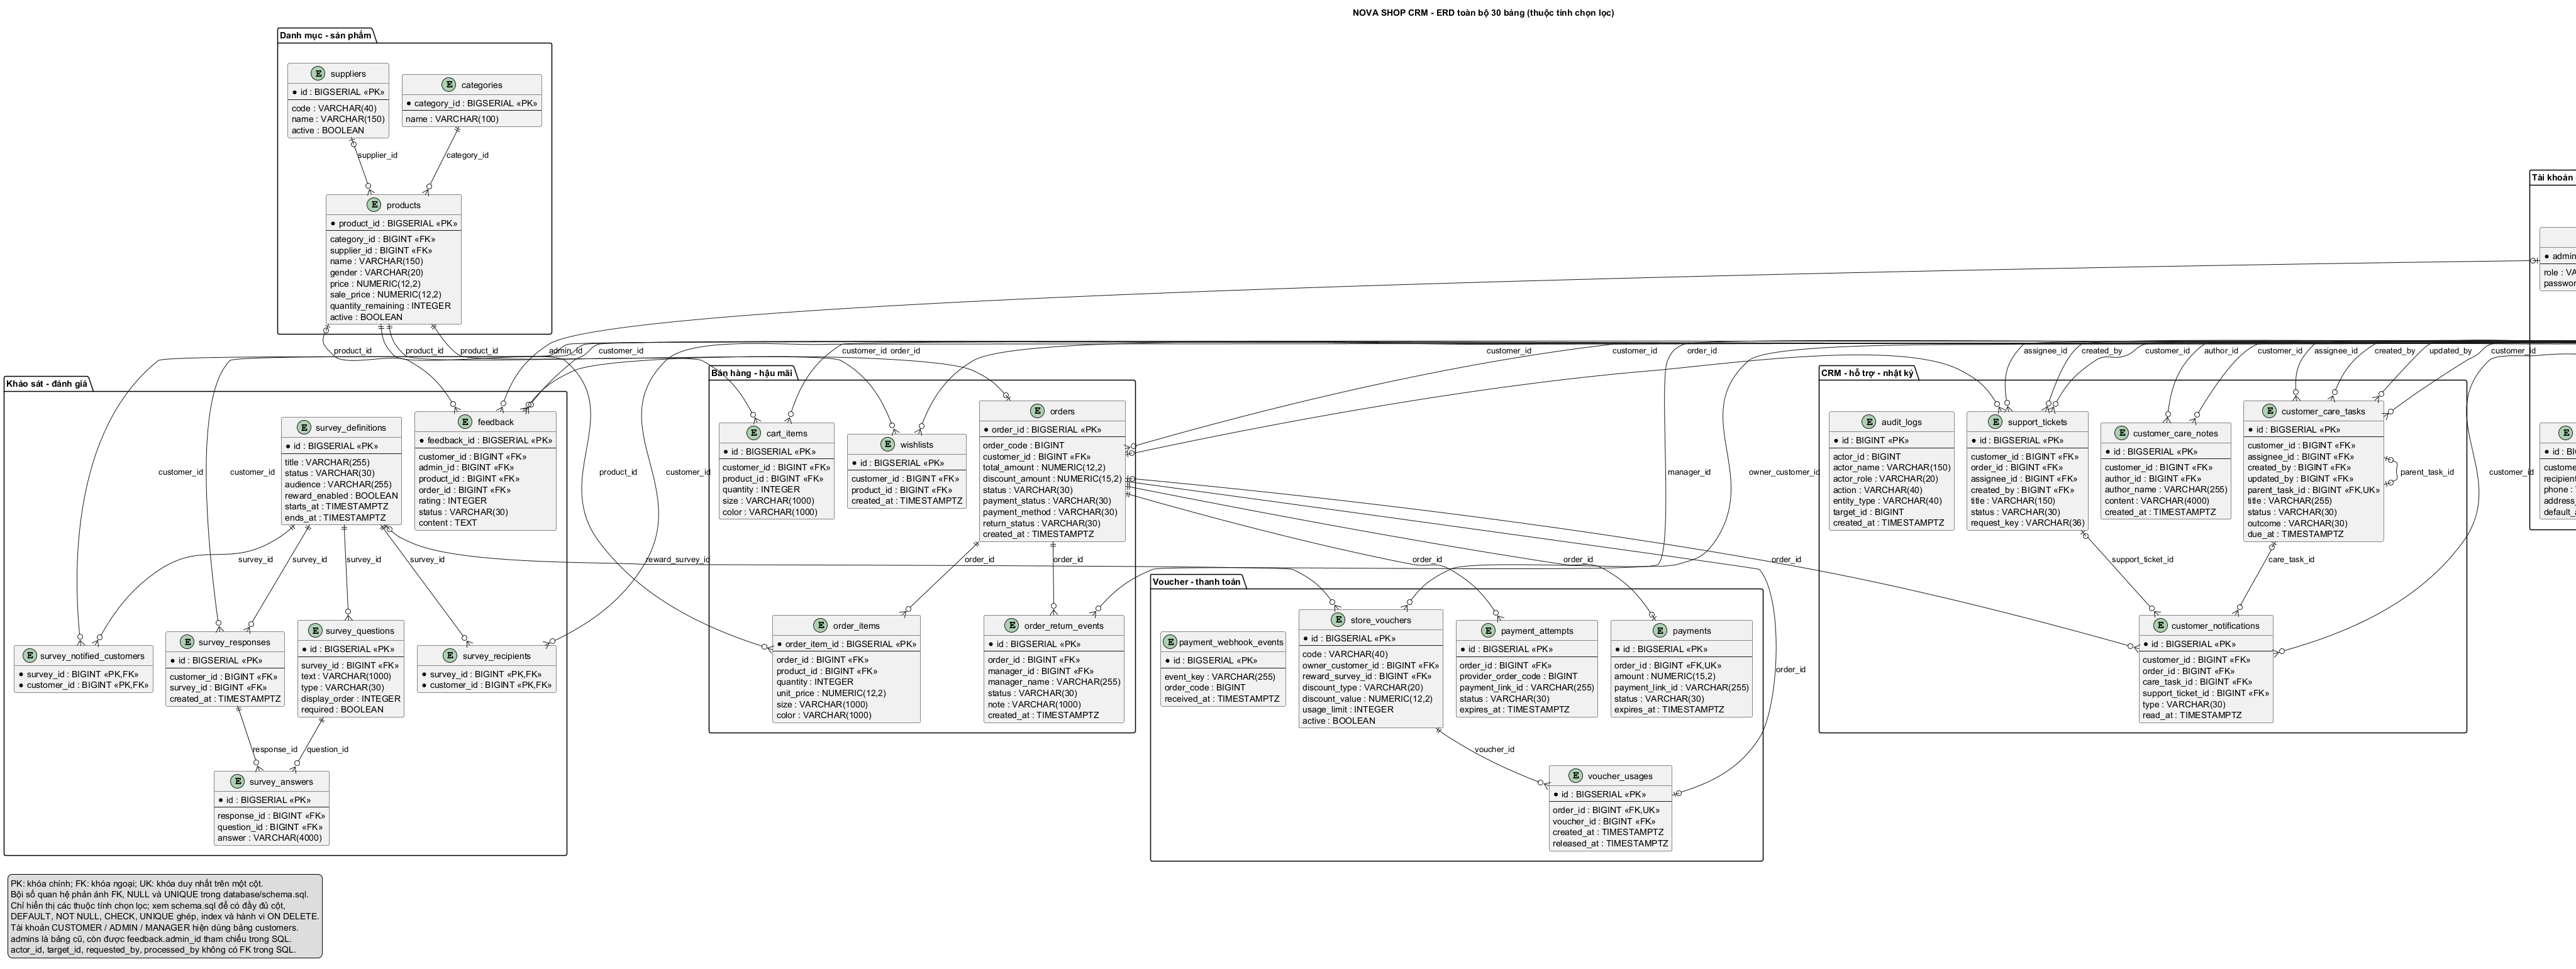 NOVA SHOP CRM - ERD toàn bộ 30 bảng (thuộc tính chọn lọc)
Danh mục - sản phẩm
suppliers
id : BIGSERIAL «PK»
code : VARCHAR(40)
name : VARCHAR(150)
active : BOOLEAN
categories
category_id : BIGSERIAL «PK»
name : VARCHAR(100)
supplier_id
category_id
products
product_id : BIGSERIAL «PK»
category_id : BIGINT «FK»
supplier_id : BIGINT «FK»
name : VARCHAR(150)
gender : VARCHAR(20)
price : NUMERIC(12,2)
sale_price : NUMERIC(12,2)
quantity_remaining : INTEGER
active : BOOLEAN
Tài khoản
admin
role : VA
passwor
product_id
product_id
product_id
admin_id
customer_id
customer_id
order_id
customer_id
customer_id
order_id
assignee_id
created_by
customer_id
author_id
customer_id
assignee_id
created_by
updated_by
customer_id
Khảo sát - đánh giá
survey_definitions
id : BIGSERIAL «PK»
title : VARCHAR(255)
status : VARCHAR(30)
audience : VARCHAR(255)
reward_enabled : BOOLEAN
starts_at : TIMESTAMPTZ
ends_at : TIMESTAMPTZ
feedback
feedback_id : BIGSERIAL «PK»
customer_id : BIGINT «FK»
admin_id : BIGINT «FK»
product_id : BIGINT «FK»
order_id : BIGINT «FK»
rating : INTEGER
status : VARCHAR(30)
content : TEXT
customer_id
customer_id
product_id
customer_id
survey_id
survey_id
survey_id
survey_id
reward_survey_id
survey_notified_customers
survey_id : BIGINT «PK,FK»
customer_id : BIGINT «PK,FK»
survey_responses
id : BIGSERIAL «PK»
customer_id : BIGINT «FK»
survey_id : BIGINT «FK»
created_at : TIMESTAMPTZ
survey_questions
id : BIGSERIAL «PK»
survey_id : BIGINT «FK»
text : VARCHAR(1000)
type : VARCHAR(30)
display_order : INTEGER
required : BOOLEAN
survey_recipients
survey_id : BIGINT «PK,FK»
customer_id : BIGINT «PK,FK»
response_id
question_id
survey_answers
id : BIGSERIAL «PK»
response_id : BIGINT «FK»
question_id : BIGINT «FK»
answer : VARCHAR(4000)
Bán hàng - hậu mãi
cart_items
id : BIGSERIAL «PK»
customer_id : BIGINT «FK»
product_id : BIGINT «FK»
quantity : INTEGER
size : VARCHAR(1000)
color : VARCHAR(1000)
wishlists
id : BIGSERIAL «PK»
customer_id : BIGINT «FK»
product_id : BIGINT «FK»
created_at : TIMESTAMPTZ
orders
order_id : BIGSERIAL «PK»
order_code : BIGINT
customer_id : BIGINT «FK»
total_amount : NUMERIC(12,2)
discount_amount : NUMERIC(15,2)
status : VARCHAR(30)
payment_status : VARCHAR(30)
payment_method : VARCHAR(30)
return_status : VARCHAR(30)
created_at : TIMESTAMPTZ
order_id
order_id
order_items
order_item_id : BIGSERIAL «PK»
order_id : BIGINT «FK»
product_id : BIGINT «FK»
quantity : INTEGER
unit_price : NUMERIC(12,2)
size : VARCHAR(1000)
color : VARCHAR(1000)
order_return_events
id : BIGSERIAL «PK»
order_id : BIGINT «FK»
manager_id : BIGINT «FK»
manager_name : VARCHAR(255)
status : VARCHAR(30)
note : VARCHAR(1000)
created_at : TIMESTAMPTZ
manager_id
owner_customer_id
order_id
order_id
order_id
order_id
Voucher - thanh toán
payment_webhook_events
id : BIGSERIAL «PK»
event_key : VARCHAR(255)
order_code : BIGINT
received_at : TIMESTAMPTZ
store_vouchers
id : BIGSERIAL «PK»
code : VARCHAR(40)
owner_customer_id : BIGINT «FK»
reward_survey_id : BIGINT «FK»
discount_type : VARCHAR(20)
discount_value : NUMERIC(12,2)
usage_limit : INTEGER
active : BOOLEAN
payment_attempts
id : BIGSERIAL «PK»
order_id : BIGINT «FK»
provider_order_code : BIGINT
payment_link_id : VARCHAR(255)
status : VARCHAR(30)
expires_at : TIMESTAMPTZ
payments
id : BIGSERIAL «PK»
order_id : BIGINT «FK,UK»
amount : NUMERIC(15,2)
payment_link_id : VARCHAR(255)
status : VARCHAR(30)
expires_at : TIMESTAMPTZ
voucher_id
voucher_usages
id : BIGSERIAL «PK»
order_id : BIGINT «FK,UK»
voucher_id : BIGINT «FK»
created_at : TIMESTAMPTZ
released_at : TIMESTAMPTZ
CRM - hỗ trợ - nhật ký
audit_logs
id : BIGINT «PK»
actor_id : BIGINT
actor_name : VARCHAR(150)
actor_role : VARCHAR(20)
action : VARCHAR(40)
entity_type : VARCHAR(40)
target_id : BIGINT
created_at : TIMESTAMPTZ
support_tickets
id : BIGSERIAL «PK»
customer_id : BIGINT «FK»
order_id : BIGINT «FK»
assignee_id : BIGINT «FK»
created_by : BIGINT «FK»
title : VARCHAR(150)
status : VARCHAR(30)
request_key : VARCHAR(36)
customer_care_notes
id : BIGSERIAL «PK»
customer_id : BIGINT «FK»
author_id : BIGINT «FK»
author_name : VARCHAR(255)
content : VARCHAR(4000)
created_at : TIMESTAMPTZ
customer_care_tasks
id : BIGSERIAL «PK»
customer_id : BIGINT «FK»
assignee_id : BIGINT «FK»
created_by : BIGINT «FK»
updated_by : BIGINT «FK»
parent_task_id : BIGINT «FK,UK»
title : VARCHAR(255)
status : VARCHAR(30)
outcome : VARCHAR(30)
due_at : TIMESTAMPTZ
parent_task_id
customer_id
support_ticket_id
care_task_id
customer_notifications
id : BIGSERIAL «PK»
customer_id : BIGINT «FK»
order_id : BIGINT «FK»
care_task_id : BIGINT «FK»
support_ticket_id : BIGINT «FK»
type : VARCHAR(30)
read_at : TIMESTAMPTZ
id : BIG
custome
recipient
phone :
address_
default_a
PK: khóa chính; FK: khóa ngoại; UK: khóa duy nhất trên một cột.
Bội số quan hệ phản ánh FK, NULL và UNIQUE trong database/schema.sql.
Chỉ hiển thị các thuộc tính chọn lọc; xem schema.sql để có đầy đủ cột,
DEFAULT, NOT NULL, CHECK, UNIQUE ghép, index và hành vi ON DELETE.
Tài khoản CUSTOMER / ADMIN / MANAGER hiện dùng bảng customers.
admins là bảng cũ, còn được feedback.admin_id tham chiếu trong SQL.
actor_id, target_id, requested_by, processed_by không có FK trong SQL.